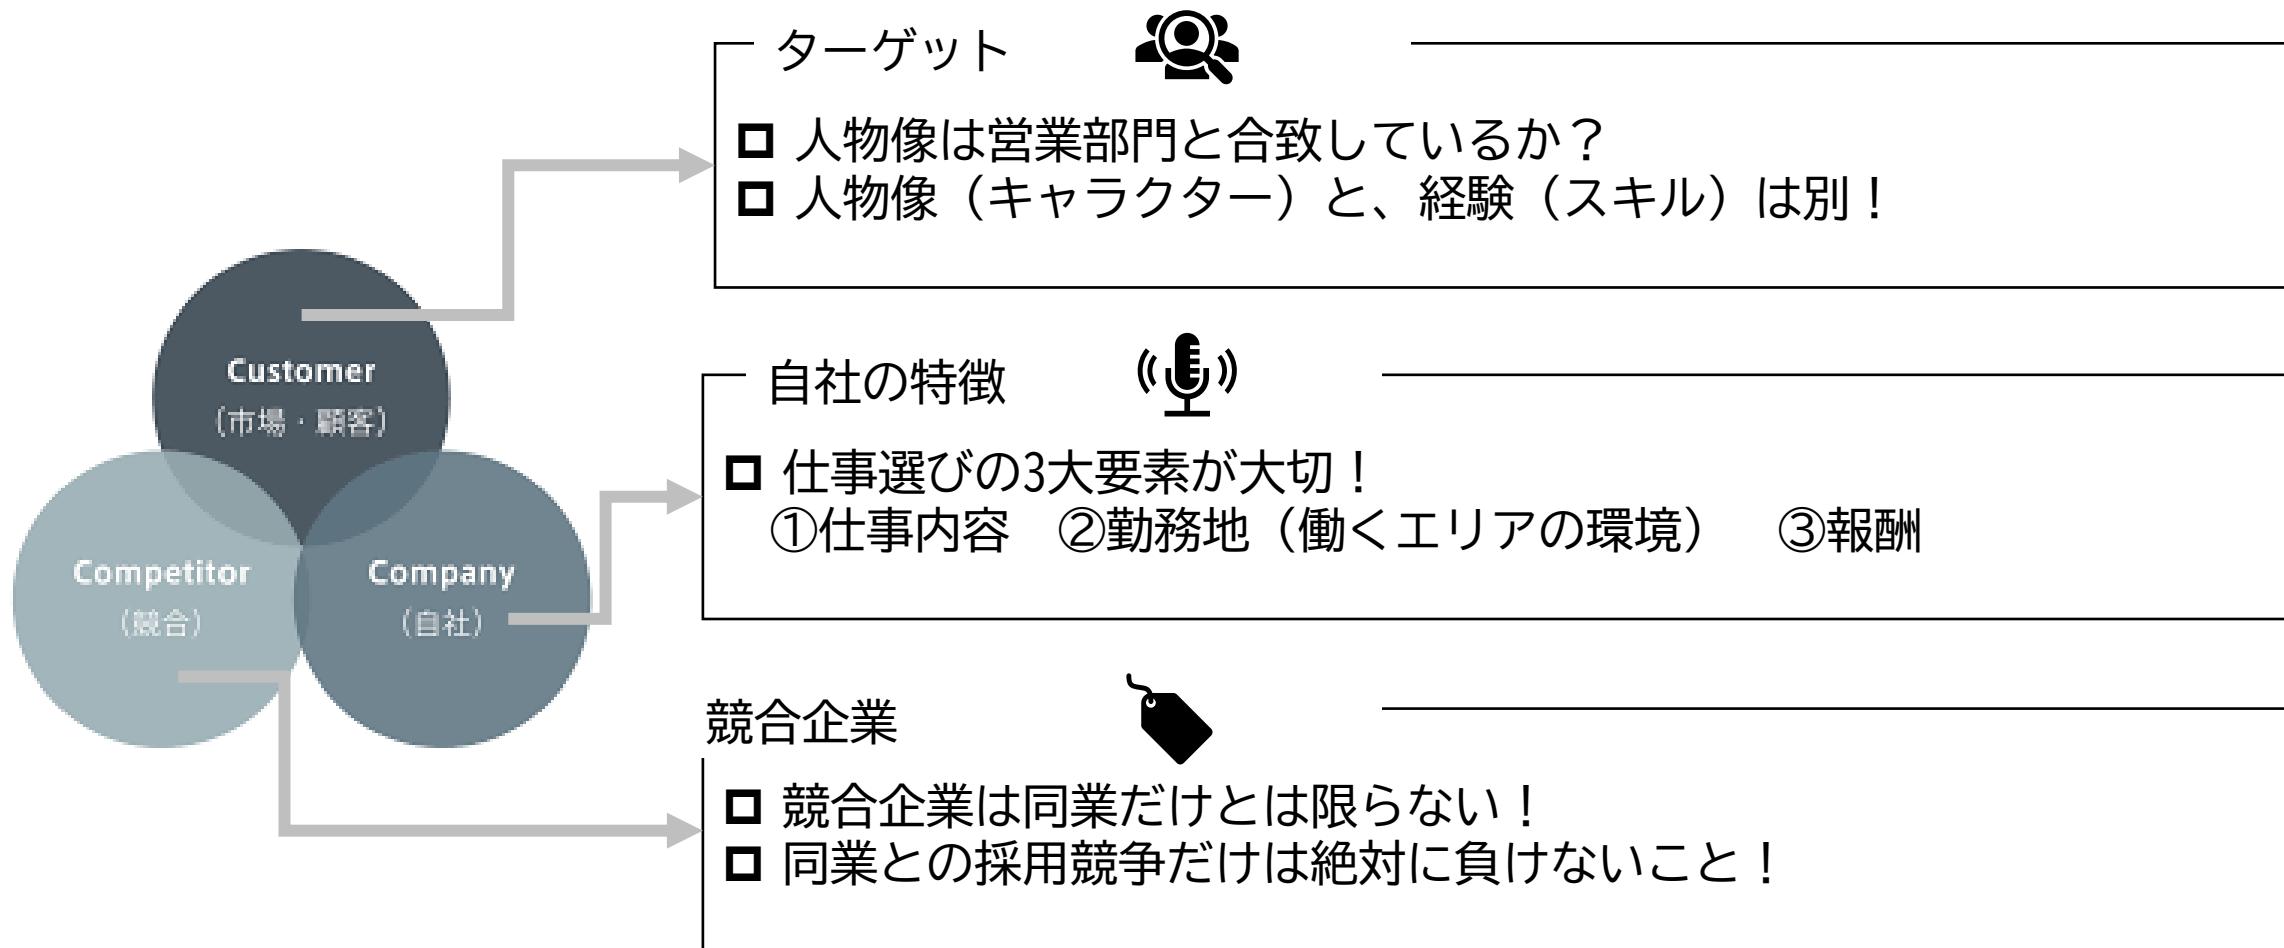 ターゲット
人物像は営業部門と合致しているか？
人物像（キャラクター）と、経験（スキル）は別！
Customer
（市場・顧客）
自社の特徴
仕事選びの3大要素が大切！
①仕事内容　②勤務地（働くエリアの環境）　③報酬
Competitor
（競合）
Company
（自社）
競合企業
競合企業は同業だけとは限らない！
同業との採用競争だけは絶対に負けないこと！